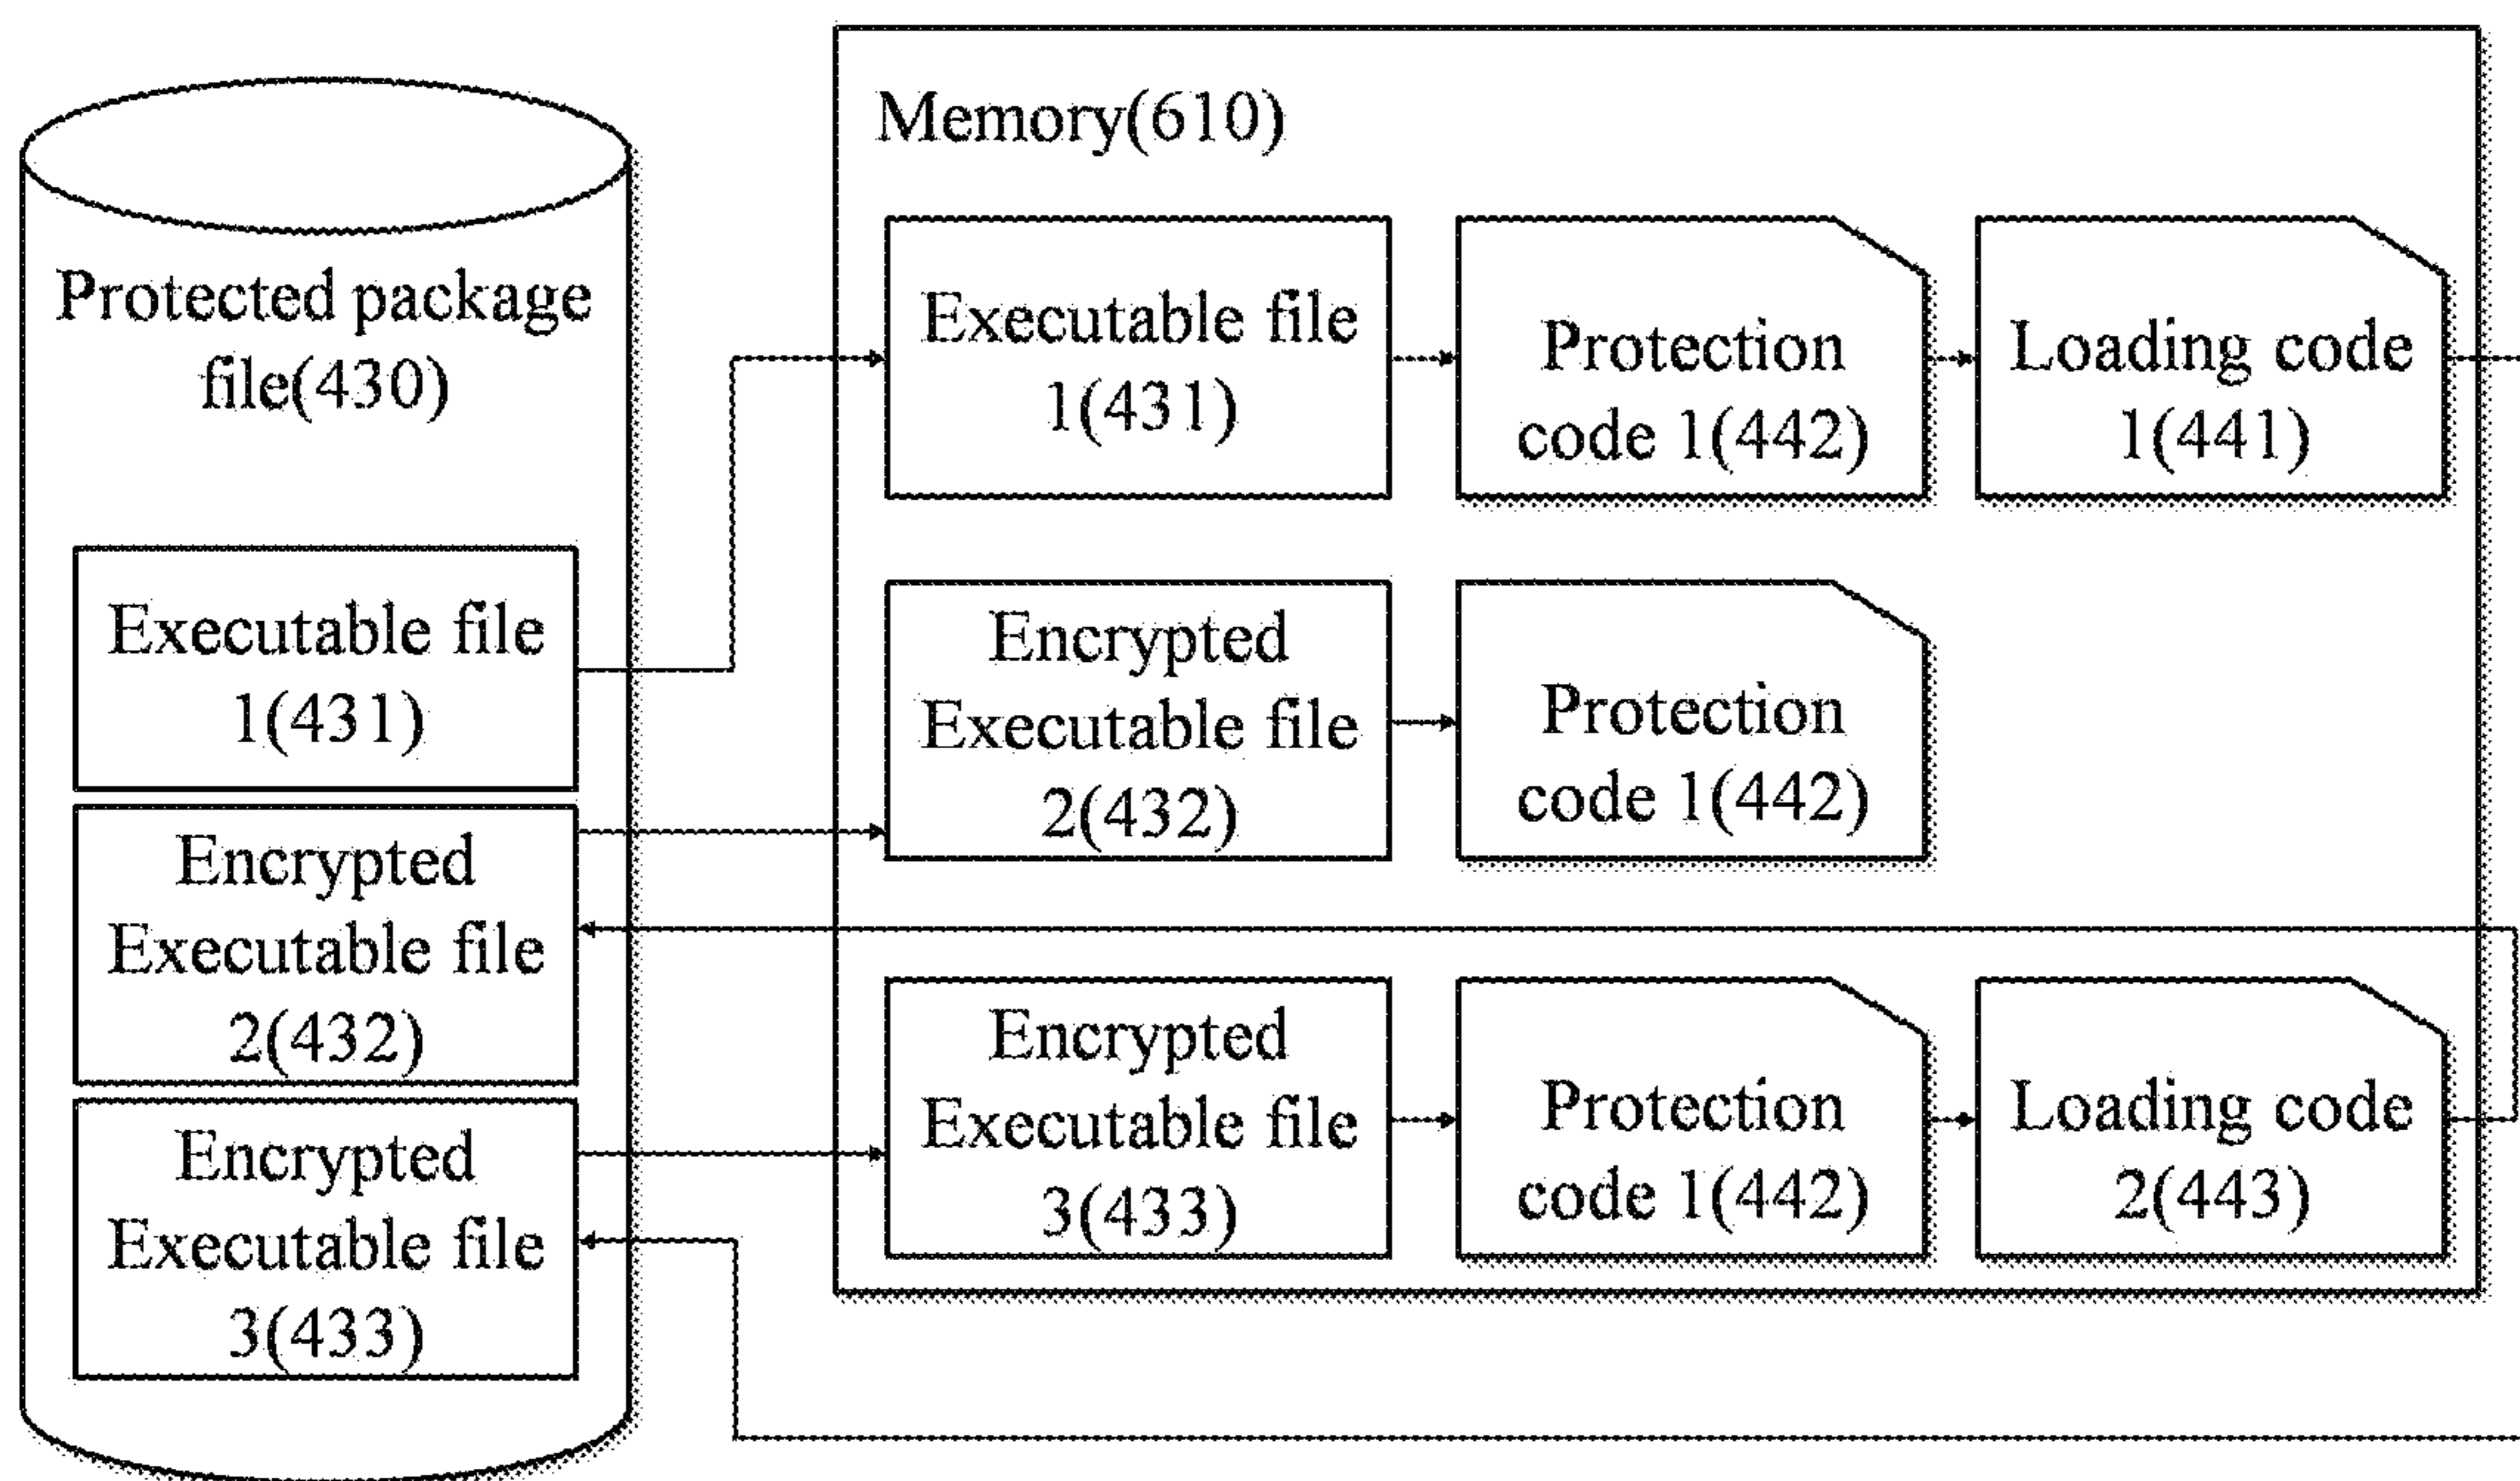 Protected package
file(430)
Executable file
1(431)
Encrypted
Executable file
2(432)
Encrypted
Executable file
3(433)
Memory(610)
Executable file
1(431)
Protection
code 1(442)
Loading code
1(441)
Encrypted
Executable file
2(432)
Protection
code 1(442)
Encrypted
Executable file
3(433)
Protection
code 1(442)
Loading code
2(443)